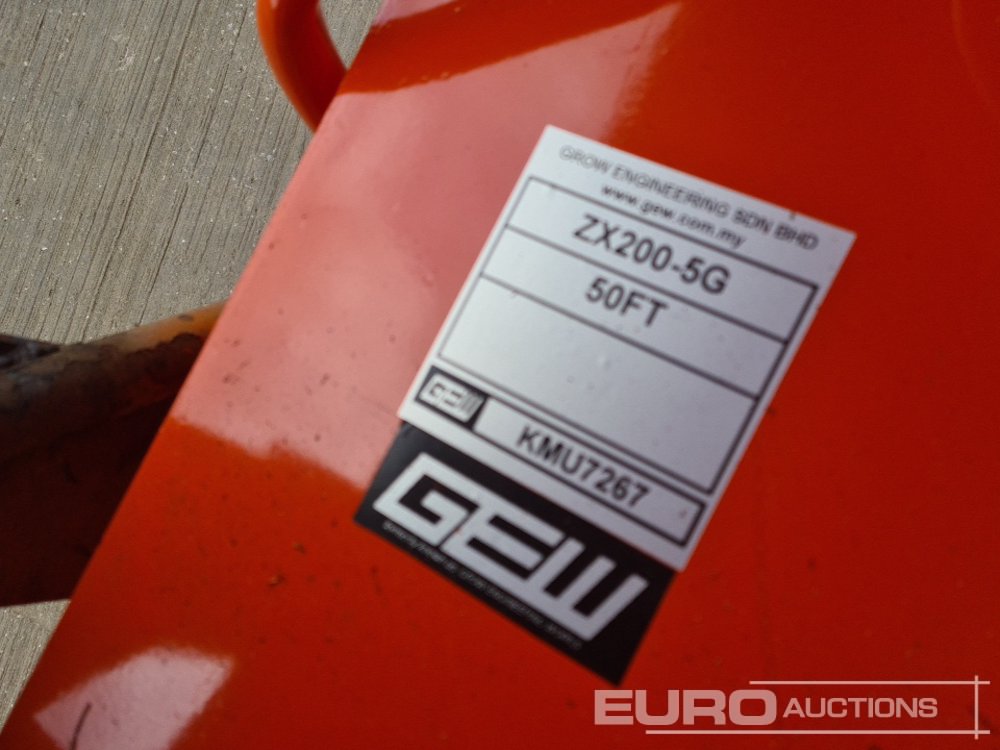 GROW ENGINEERING SDN BHD
www.gew.com.my
ZX200-5G
50FT
GEW
KMU7267
GEW
EURO AUCTIONS